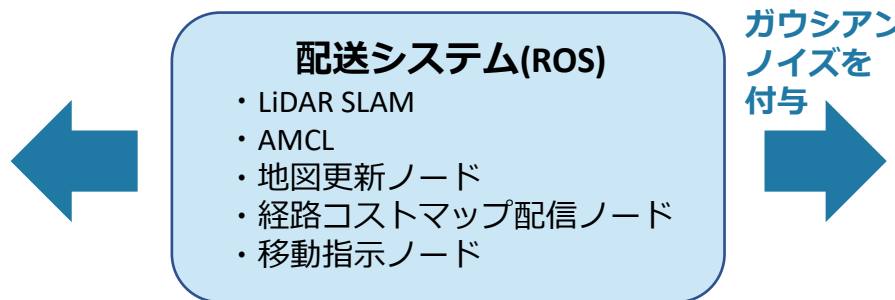 配送システム(ROS)
・LiDAR SLAM
・AMCL
・地図更新ノード
・経路コストマップ配信ノード
・移動指示ノード
ガウシアン
ノイズを
付与